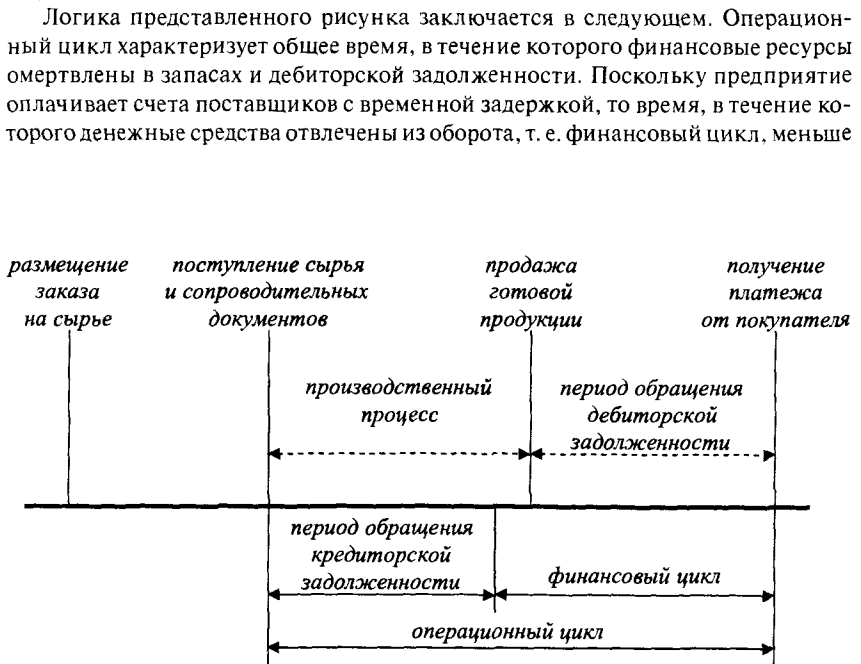 Логика представленного рисунка заключается в следующем. Операцион-
ный цикл характеризует общее время, в течение которого финансовые ресурсы
омертвлены в запасах и дебиторской задолженности. Поскольку предприятие
оплачивает счета поставщиков с временной задержкой, то время, в течение ко-
торого денежные средства отвлечены из оборота, т. е. финансовый цикл, меньше
размещение
заказа
на сырье
поступление сырья
и сопроводительных
документов
продажа
готовой
продукции
получение
платежа
от покупателя
производственный
процесс
период обращения
дебиторской
задолженности
период обращения
кредиторской
задолженности
финансовый цикл
операционный цикл